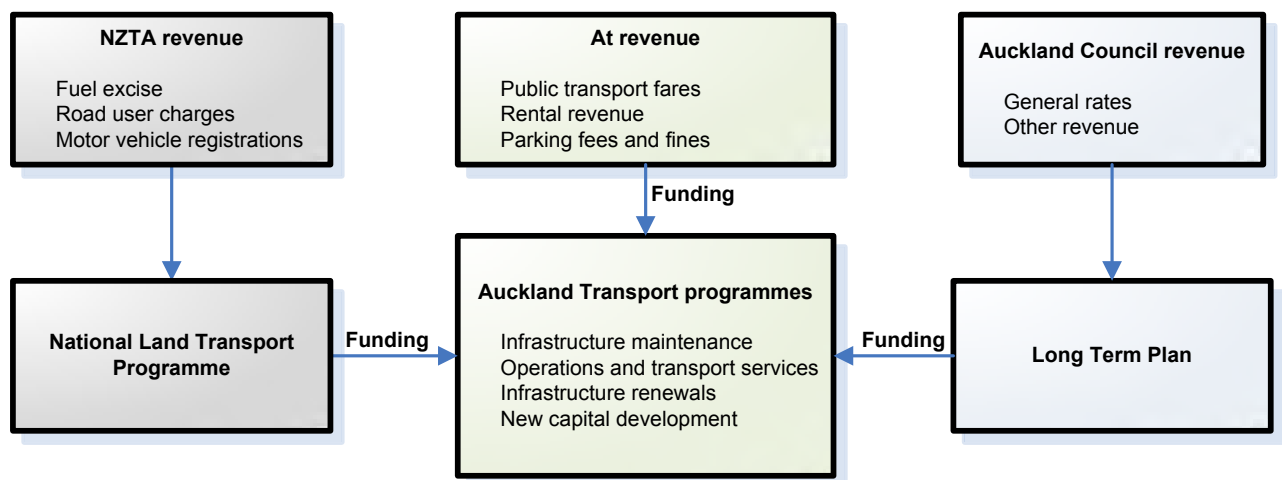 NZTA revenue
Fuel excise
Road user charges
Motor vehicle registrations
At revenue
Public transport fares
Rental revenue
Parking fees and fines
Auckland Council revenue
General rates
Other revenue
Funding
National Land Transport
Programme
Funding
Auckland Transport programmes
Infrastructure maintenance
Operations and transport services
Infrastructure renewals
New capital development
Funding
Long Term Plan